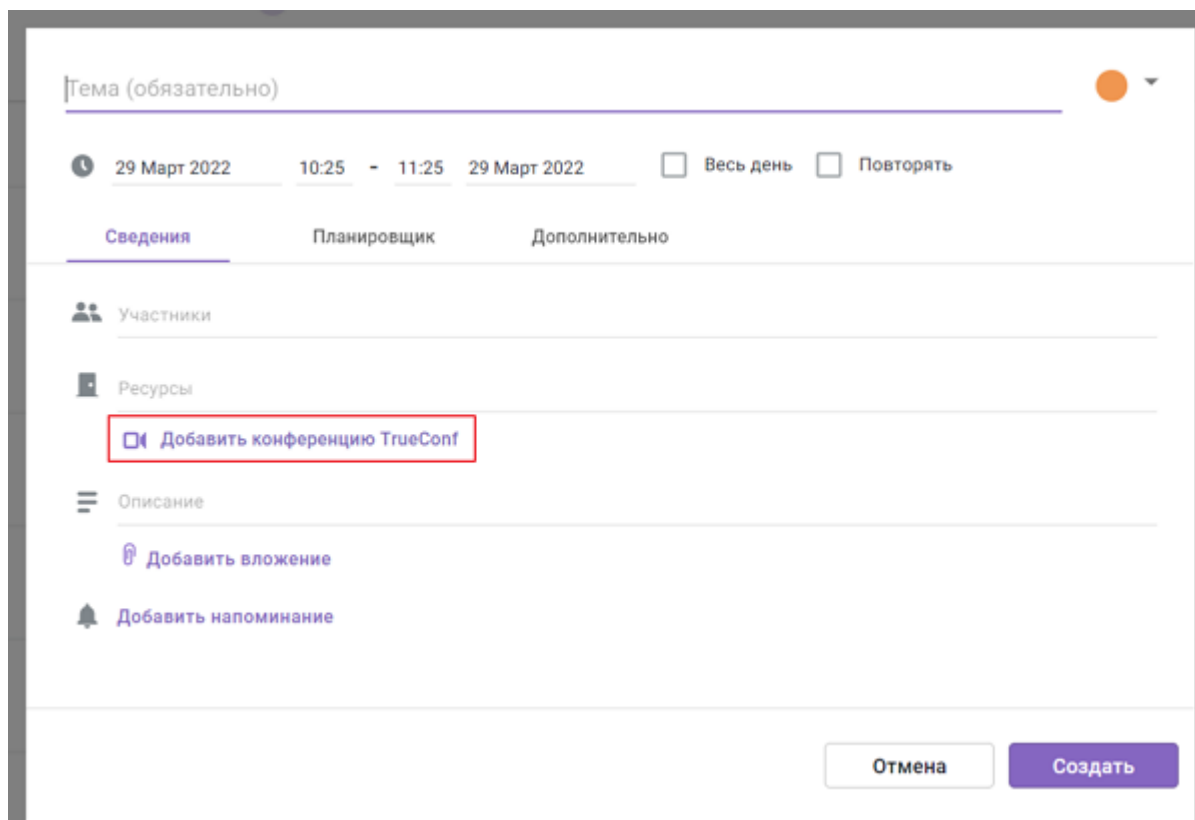 Тема (обязательно)
29 Март 2022 10:25 - 11:25 29 Март 2022 Весь день Повторять
Сведения Планировщик Дополнительно
Участники
Ресурсы
Добавить конференцию TrueConf
Описание
Добавить вложение
Добавить напоминание
Отмена Создать